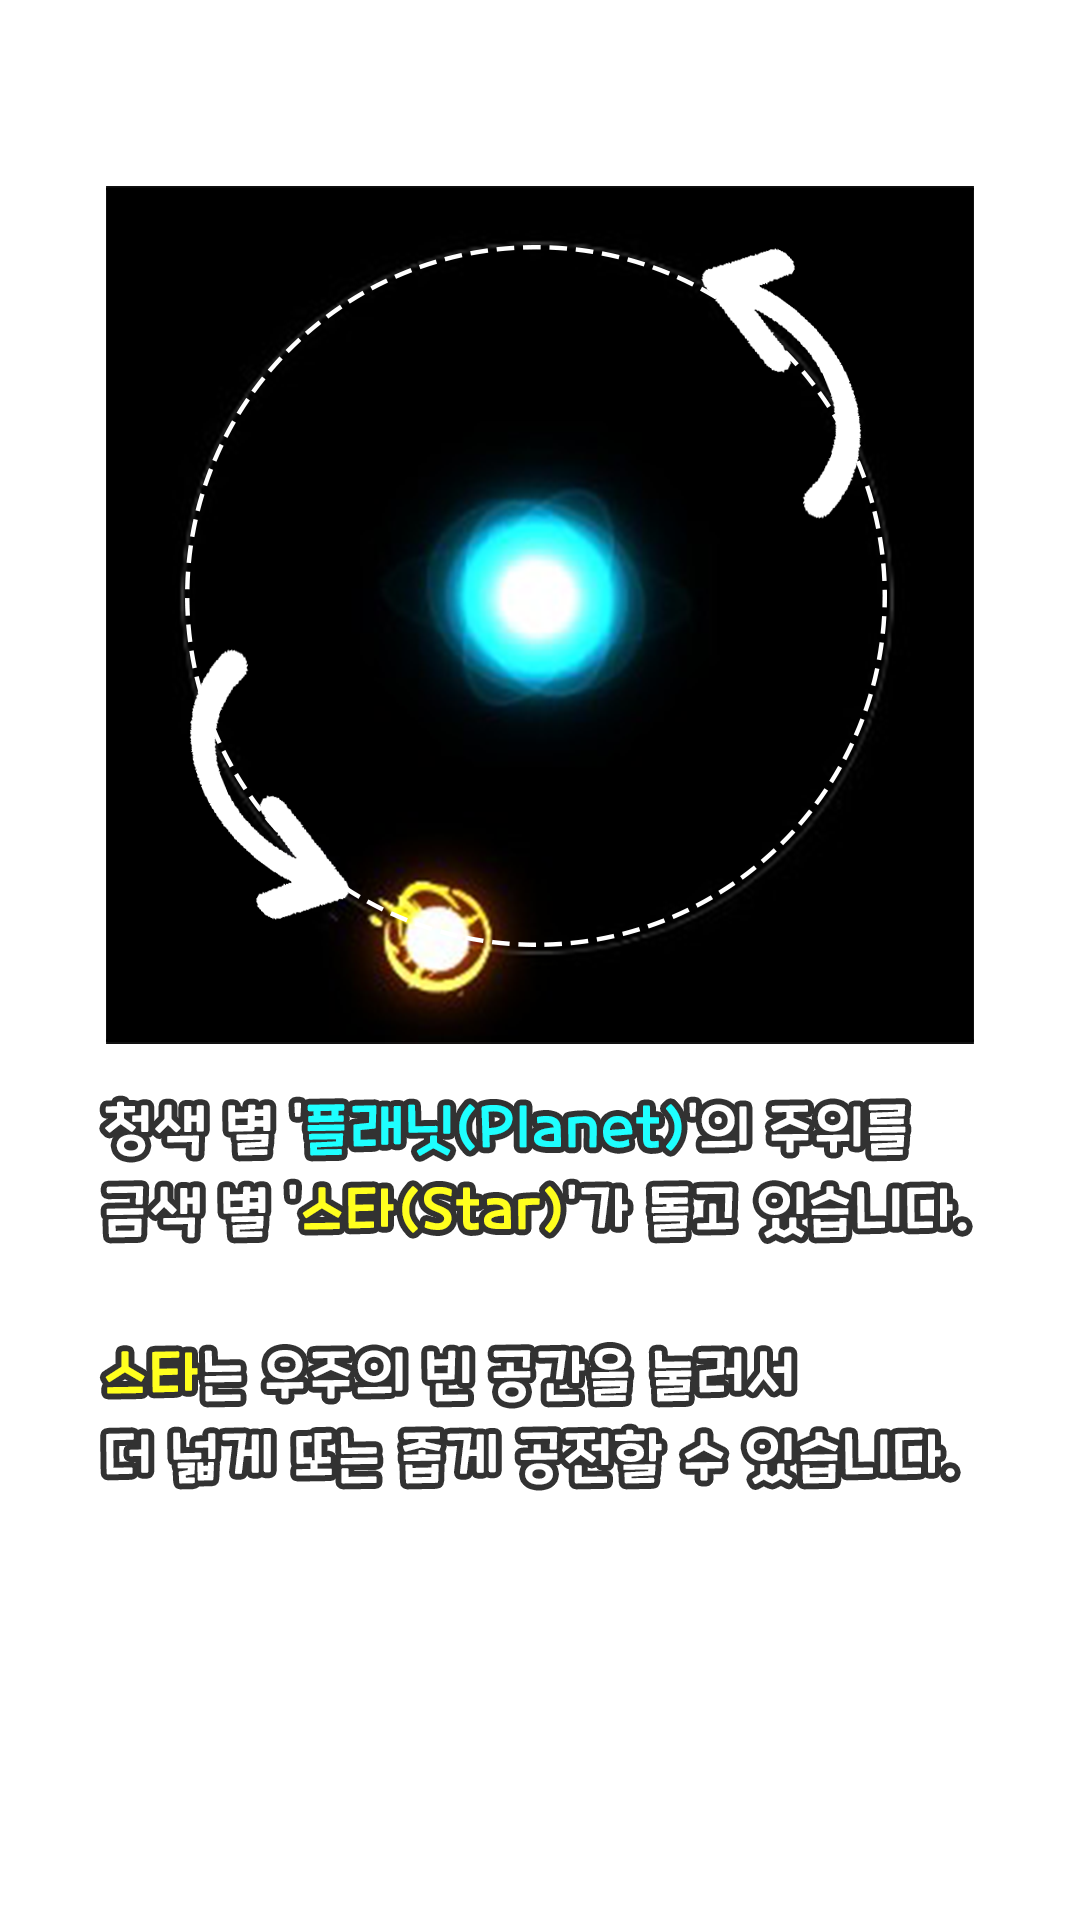 청색 별 '플래닛(Planet)'의 주위를
금색 별 '스타(Star)'가 돌고 있습니다.
스타는 우주의 빈 공간을 눌러서
더 넓게 또는 좁게 공전할 수 있습니다.